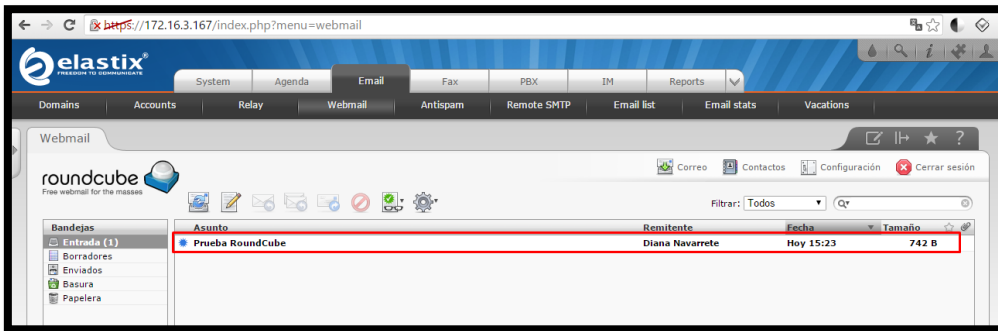 https://172.16.3.167/index.php?menu=webmail
elastix®
FREEDOM TO COMMUNICATE
System Agenda Email Fax PBX IM Reports
Domains Accounts Relay Webmail Antispam Remote SMTP Email list Email stats Vacations
Webmail
roundcube
Free webmail for the masses
Correo Contactos Configuración Cerrar sesión
Filtrar: Todos
Bandejas Asunto Remitente Fecha Tamaño
Entrada (1) Prueba RoundCube Diana Navarrete Hoy 15:23 742 B
Borradores
Enviados
Basura
Papelera